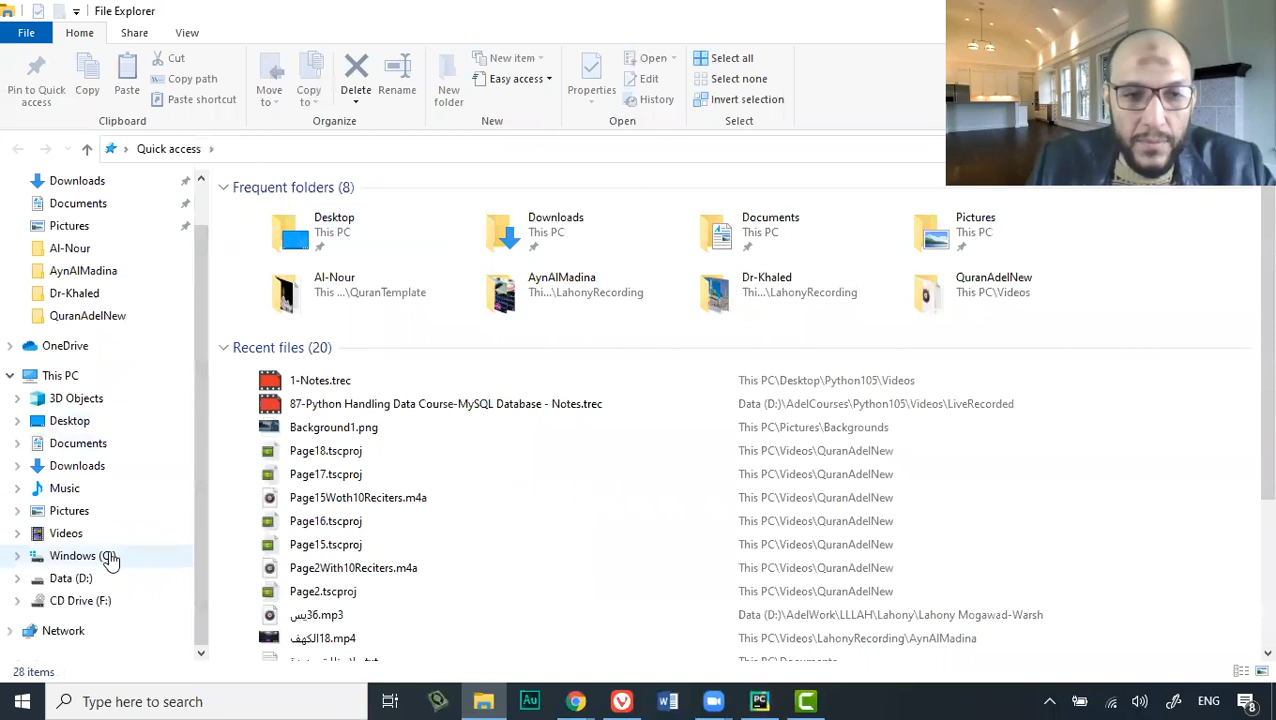 File Explorer
File Home Share View
Pin to Quick access
Copy
Paste
Cut
Copy path
Paste shortcut
Clipboard
Move to
Copy to
Delete
Rename
Organize
New folder
New item
Easy access
New
Properties
Open
Edit
History
Open
Select all
Select none
Invert selection
Select
Quick access
Downloads
Documents
Pictures
Al-Nour
AynAlMadina
Dr-Khaled
QuranAdelNew
OneDrive
This PC
3D Objects
Desktop
Documents
Downloads
Music
Pictures
Videos
Windows (C:)
Data (D:)
CD Drive (F:)
Network
Frequent folders (8)
Desktop
This PC
Downloads
This PC
Documents
This PC
Pictures
This PC
Al-Nour
This ...\QuranTemplate
AynAlMadina
Thi...\LahonyRecording
Dr-Khaled
Thi...\LahonyRecording
QuranAdelNew
This PC\Videos
Recent files (20)
1-Notes.trec This PC\Desktop\Python105\Videos
87-Python Handling Data Course-MySQL Database - Notes.trec Data (D:)\AdelCourses\Python105\Videos\LiveRecorded
Background1.png This PC\Pictures\Backgrounds
Page18.tscproj This PC\Videos\QuranAdelNew
Page17.tscproj This PC\Videos\QuranAdelNew
Page15Woth10Reciters.m4a This PC\Videos\QuranAdelNew
Page16.tscproj This PC\Videos\QuranAdelNew
Page15.tscproj This PC\Videos\QuranAdelNew
Page2With10Reciters.m4a This PC\Videos\QuranAdelNew
Page2.tscproj This PC\Videos\QuranAdelNew
36يس.mp3 Data (D:)\AdelWork\LLLAH\Lahony\Lahony Mogawad-Warsh
18الكهف.mp4 This PC\Videos\LahonyRecording\AynAlMadina
28 items
Type here to search
Au
W
PC
C
ENG
8